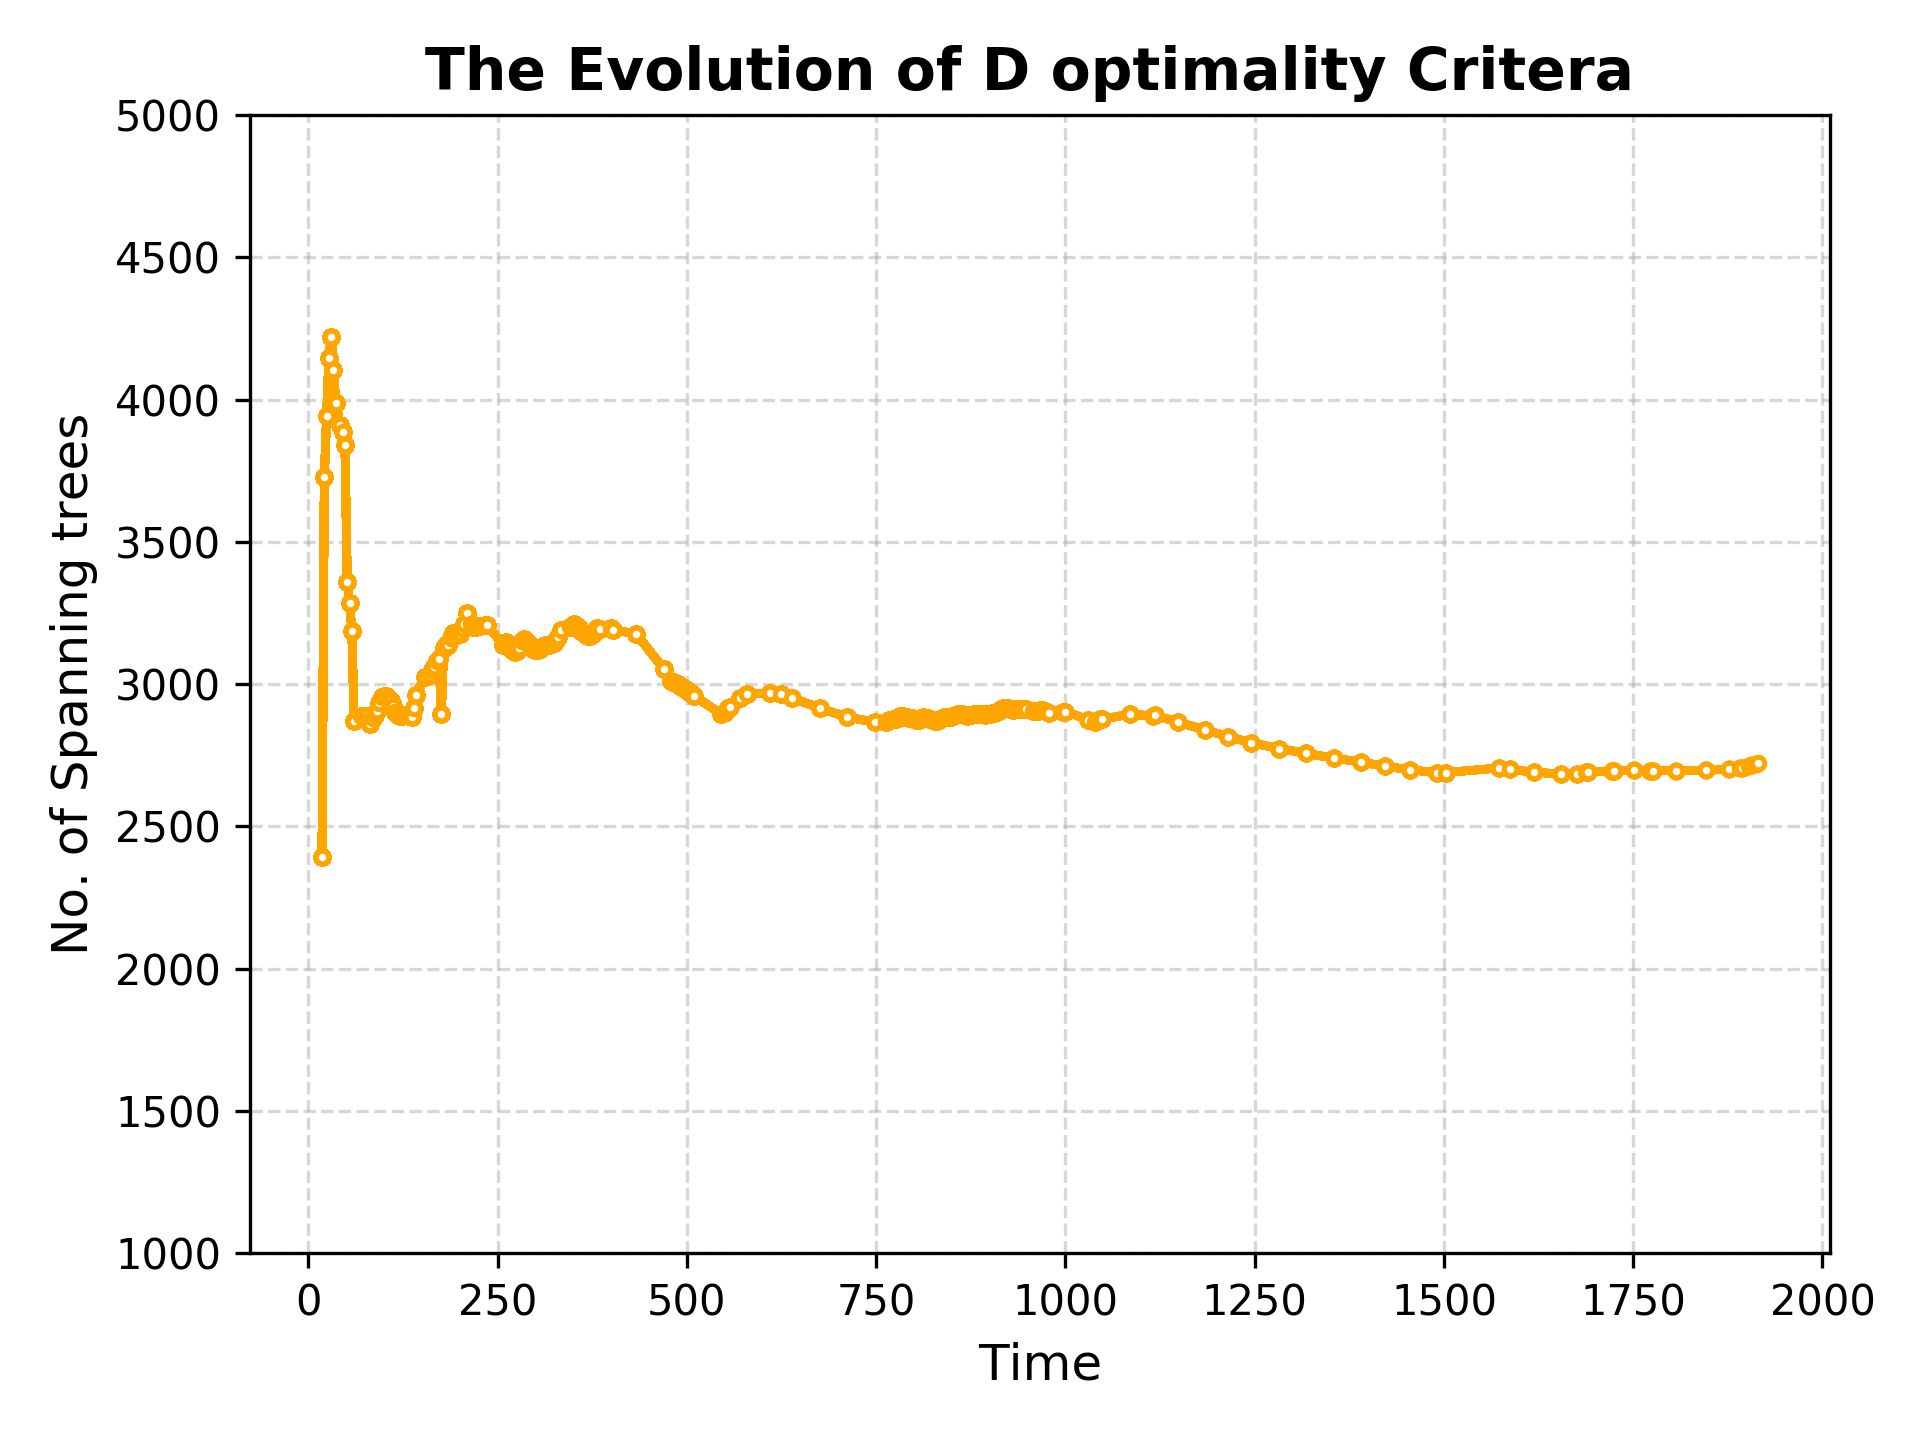 The Evolution of D optimality Critera
5000
4500
4000
3500
3000
2500
2000
1500
1000
No. of Spanning trees
0 250 500 750 1000 1250 1500 1750 2000
Time